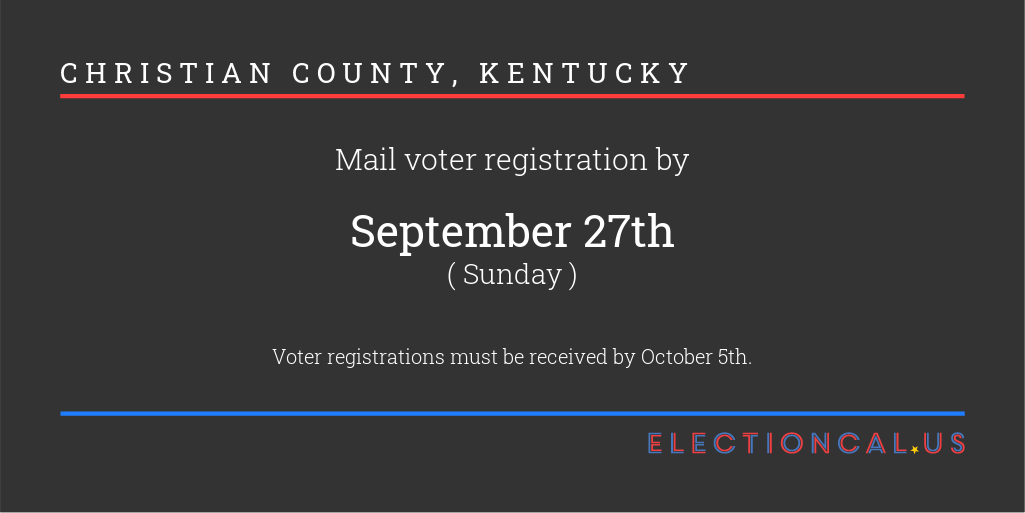 CHRISTIAN COUNTY, KENTUCKY
Mail voter registration by
September 27th
( Sunday )
Voter registrations must be received by October 5th.
ELECTIONCAL.US